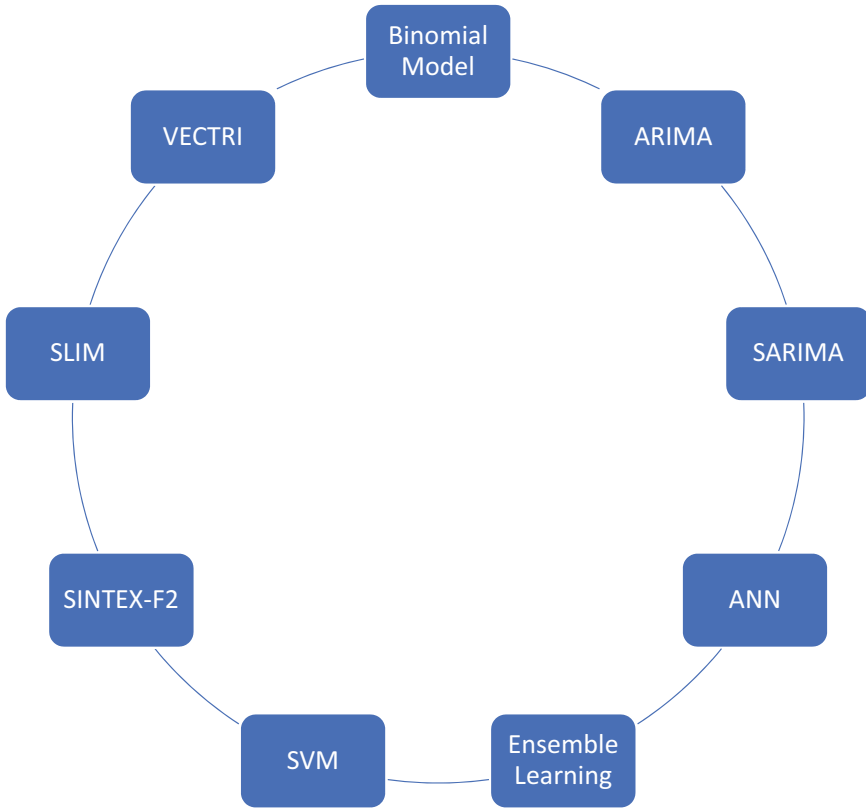 Binomial
Model
ARIMA
SARIMA
ANN
Ensemble
Learning
SVM
SINTEX-F2
SLIM
VECTRI